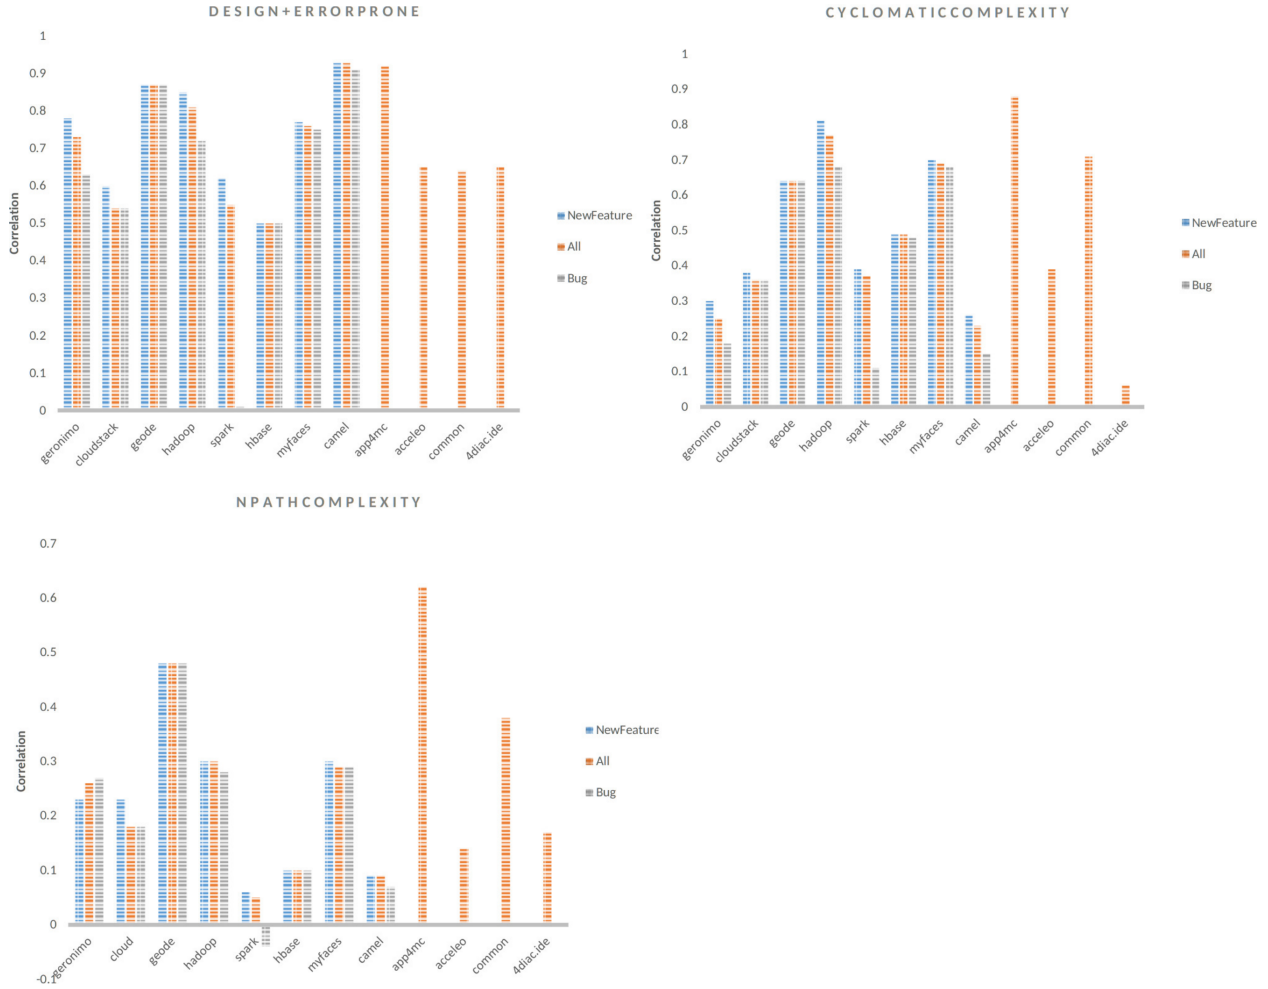 DESIGN+ERRORPRONE
1
0.9
0.8
0.7
0.6
0.5
0.4
0.3
0.2
0.1
0
Correlation
geronimo
cloudstack
geode
hadoop
spark
hbase
myfaces
camel
app4mc
acceleo
common
4diac.ide
NewFeature
All
Bug
CYCLOMATICCOMPLEXITY
1
0.9
0.8
0.7
0.6
0.5
0.4
0.3
0.2
0.1
0
Correlation
geronimo
cloudstack
geode
hadoop
spark
hbase
myfaces
camel
app4mc
acceleo
common
4diac.ide
NewFeature
All
Bug
NPATHCOMPLEXITY
0.7
0.6
0.5
0.4
0.3
0.2
0.1
0
-0.1
Correlation
geronimo
cloud
geode
hadoop
spark
hbase
myfaces
camel
app4mc
acceleo
common
4diac.ide
NewFeature
All
Bug